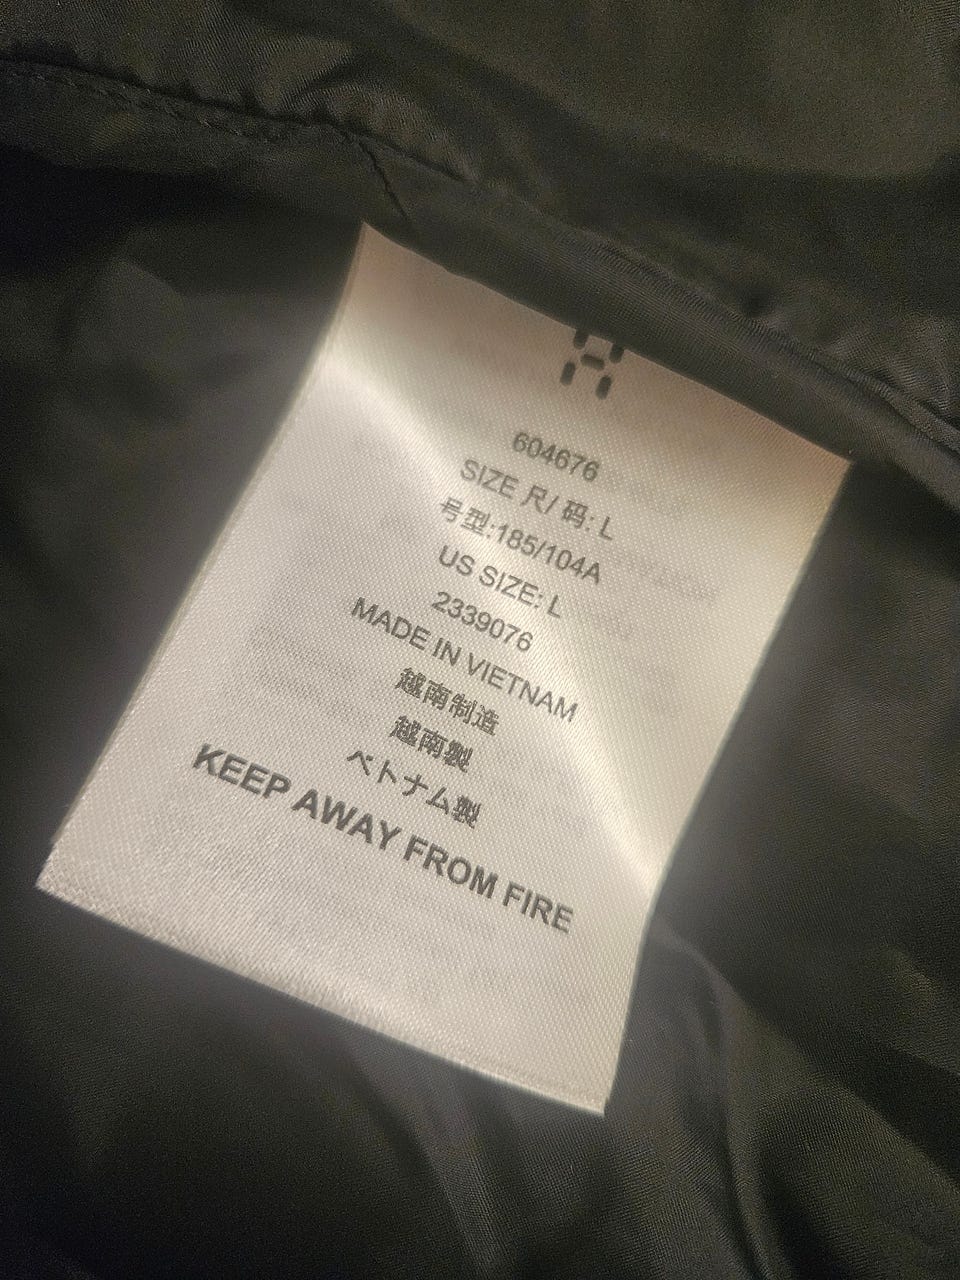 604676
SIZE 尺/ 码: L
号型:185/104A
US SIZE: L
2339076
MADE IN VIETNAM
越南制造
越南製
ベトナム製
KEEP AWAY FROM FIRE